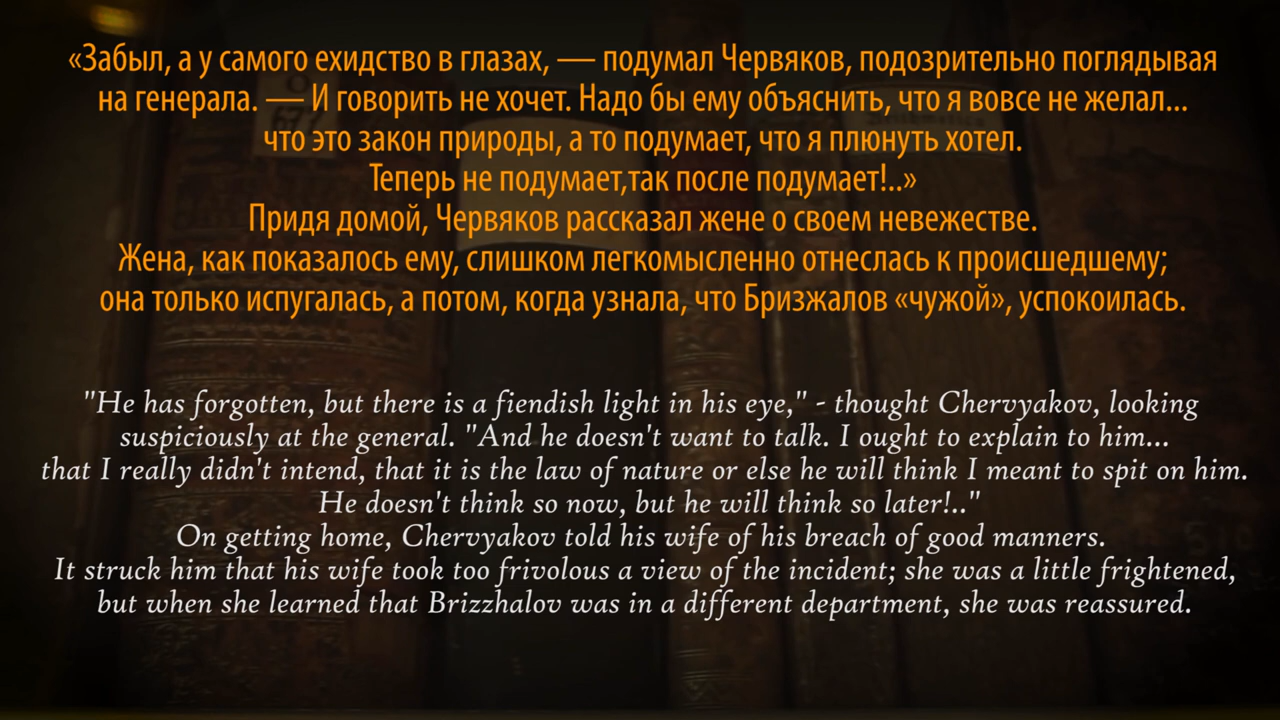 «Забыл, а у самого ехидство в глазах, — подумал Червяков, подозрительно поглядывая
на генерала. — И говорить не хочет. Надо бы ему объяснить, что я вовсе не желал...
что это закон природы, а то подумает, что я плюнуть хотел.
Теперь не подумает,так после подумает!..»
Придя домой, Червяков рассказал жене о своем невежестве.
Жена, как показалось ему, слишком легкомысленно отнеслась к происшедшему;
она только испугалась, а потом, когда узнала, что Бризжалов «чужой», успокоилась.
"He has forgotten, but there is a fiendish light in his eye," - thought Chervyakov, looking
suspiciously at the general. "And he doesn't want to talk. I ought to explain to him...
that I really didn't intend, that it is the law of nature or else he will think I meant to spit on him.
He doesn't think so now, but he will think so later!.."
On getting home, Chervyakov told his wife of his breach of good manners.
It struck him that his wife took too frivolous a view of the incident; she was a little frightened,
but when she learned that Brizzhalov was in a different department, she was reassured.